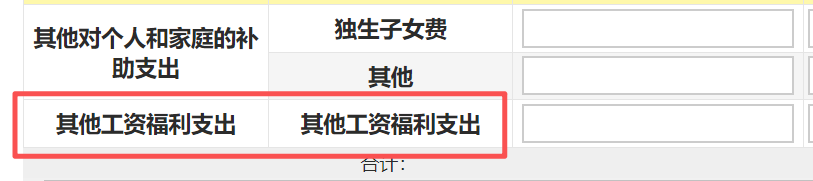 其他对个人和家庭的补
助支出
独生子女费
其他
其他工资福利支出
其他工资福利支出
合计：